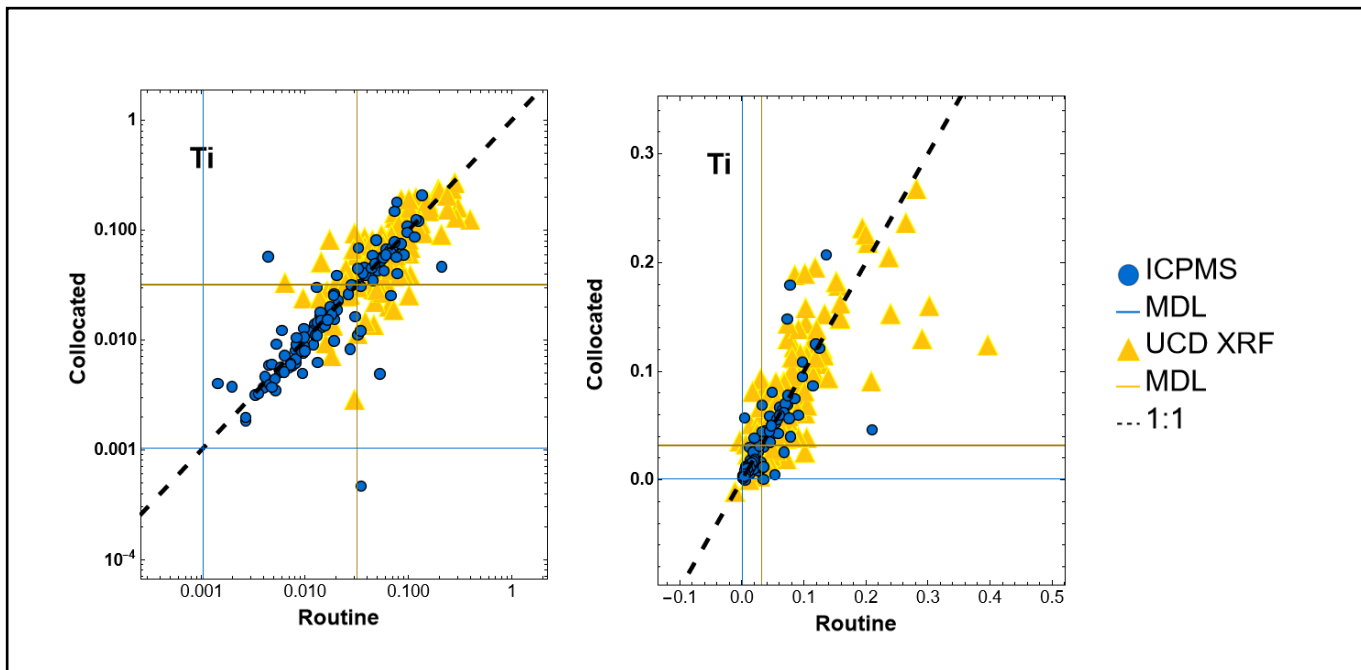 Ti
Collocated
1
0.100
0.010
0.001
10⁻⁴
0.001 0.010 0.100 1
Routine
Ti
Collocated
0.3
0.2
0.1
0.0
−0.1 0.0 0.1 0.2 0.3 0.4 0.5
Routine
ICPMS
MDL
UCD XRF
MDL
1:1